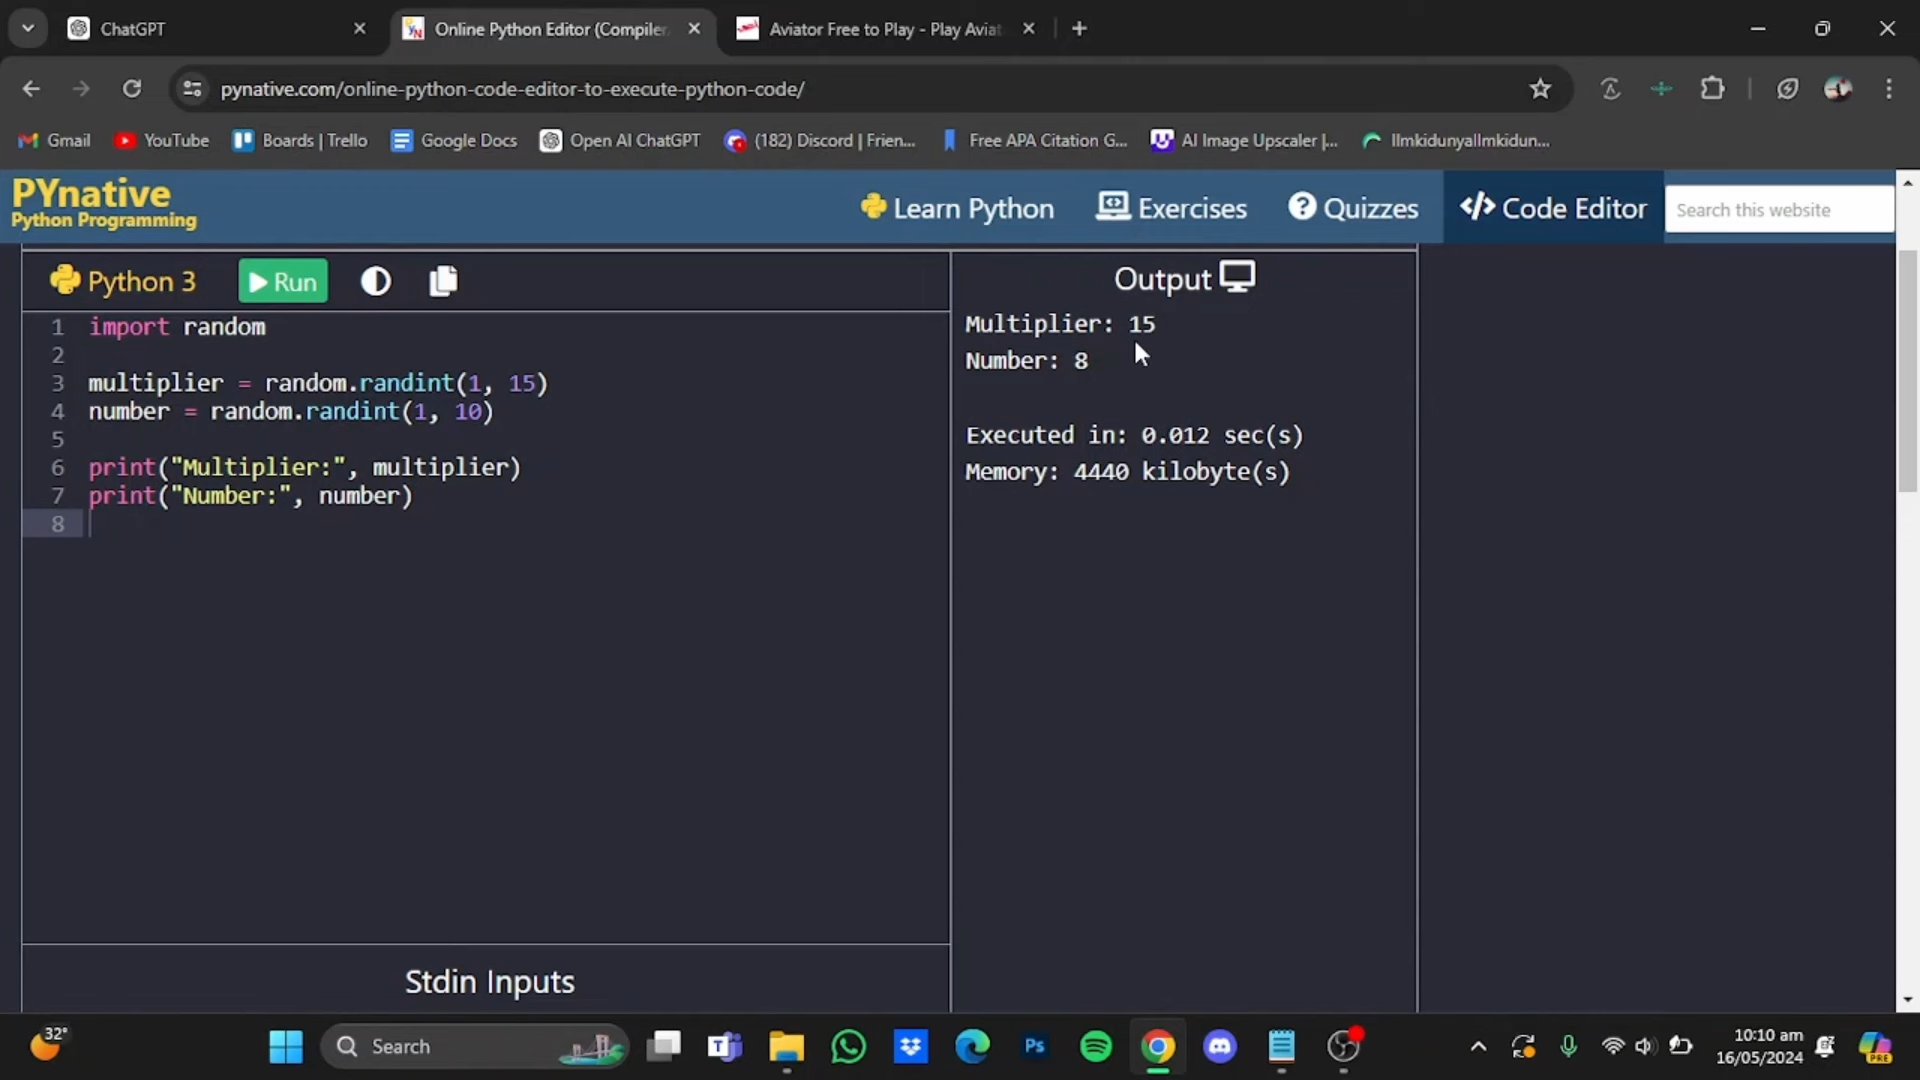 ChatGPT
Online Python Editor (Compiler
Aviator Free to Play - Play Aviat
pynative.com/online-python-code-editor-to-execute-python-code/
Gmail
YouTube
Boards | Trello
Google Docs
Open AI ChatGPT
(182) Discord | Frien...
Free APA Citation G...
AI Image Upscaler |...
IlmkidunyaIlmkidun...
PYnative
Python Programming
Learn Python
Exercises
Quizzes
</> Code Editor
Search this website
Python 3
Run
Output
1 import random
2
3 multiplier = random.randint(1, 15)
4 number = random.randint(1, 10)
5
6 print("Multiplier:", multiplier)
7 print("Number:", number)
8
Multiplier: 15
Number: 8
Executed in: 0.012 sec(s)
Memory: 4440 kilobyte(s)
Stdin Inputs
32°
Search
Ps
PRE
10:10 am
16/05/2024